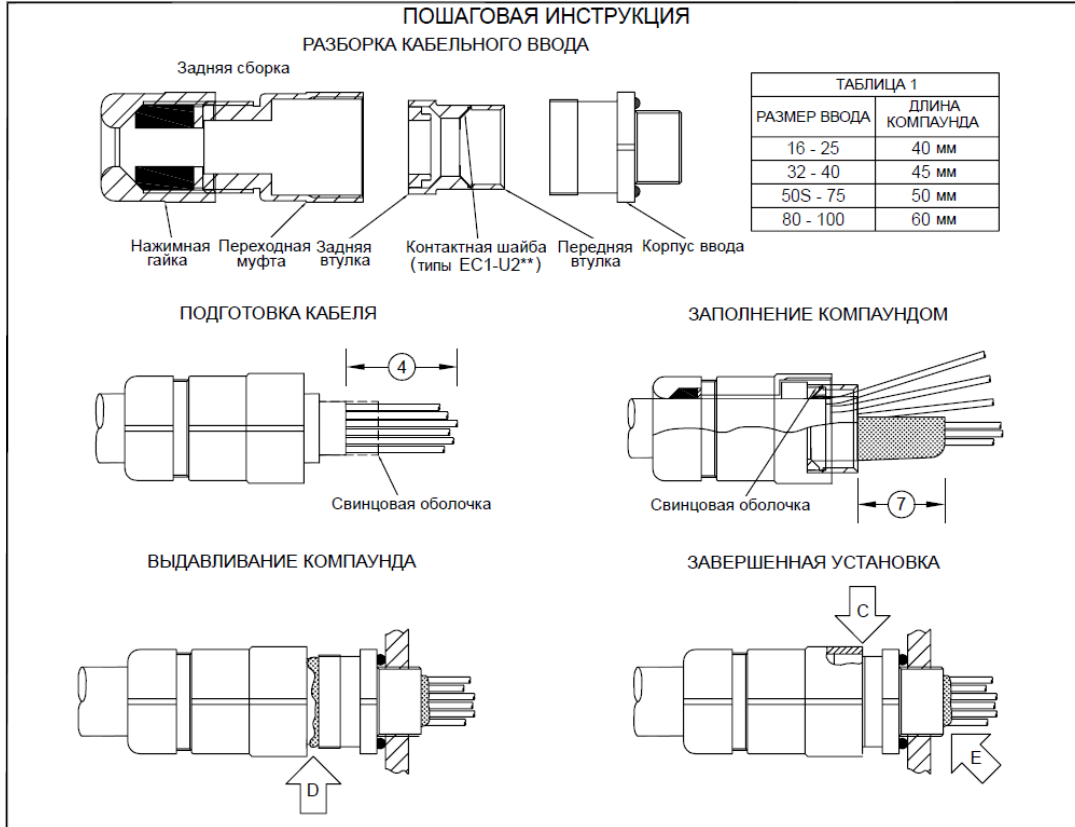 ПОШАГОВАЯ ИНСТРУКЦИЯ
РАЗБОРКА КАБЕЛЬНОГО ВВОДА
Задняя сборка
Нажимная
гайка
Переходная
муфта
Задняя
втулка
Контактная шайба
(типы EC1-U2**)
Передняя
втулка
Корпус ввода
ТАБЛИЦА 1
РАЗМЕР ВВОДА
ДЛИНА
КОМПАУНДА
16 - 25 40 мм
32 - 40 45 мм
50S - 75 50 мм
80 - 100 60 мм
ПОДГОТОВКА КАБЕЛЯ
4
Свинцовая оболочка
ЗАПОЛНЕНИЕ КОМПАУНДОМ
Свинцовая оболочка
7
ВЫДАВЛИВАНИЕ КОМПАУНДА
D
ЗАВЕРШЕННАЯ УСТАНОВКА
C
E